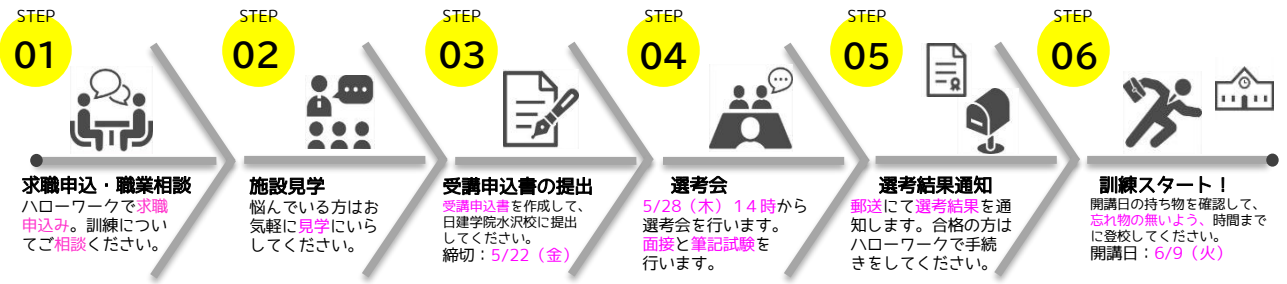 STEP
01
求職申込・職業相談
ハローワークで求職
申込み。訓練につい
てご相談ください。
STEP
02
施設見学
悩んでいる方はお
気軽に見学にいら
してください。
STEP
03
受講申込書の提出
受講申込書を作成して、
日建学院水沢校に提出
してください。
締切：5/22（金）
STEP
04
選考会
5/28（木）１４時から
選考会を行います。
面接と筆記試験を
行います。
STEP
05
選考結果通知
郵送にて選考結果を通
知します。合格の方は
ハローワークで手続
きをしてください。
STEP
06
訓練スタート！
開講日の持ち物を確認して、
忘れ物の無いよう、時間まで
に登校してください。
開講日：6/9（火）